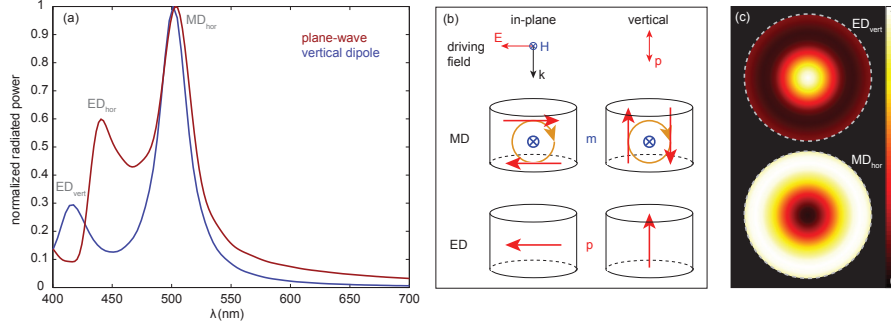 (a)
MD_hor
plane-wave
vertical dipole
ED_hor
ED_vert
normalized radiated power
1
0.9
0.8
0.7
0.6
0.5
0.4
0.3
0.2
0.1
0
400 450 500 550 600 650 700
λ(nm)
(b)
in-plane vertical
driving field
E
H
k
p
MD
m
ED
p
(c)
ED_vert
MD_hor